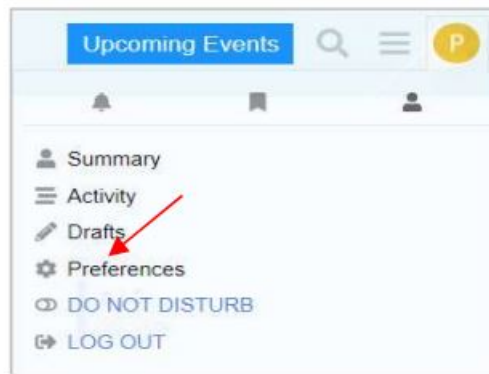 Upcoming Events P
Summary
Activity
Drafts
Preferences
DO NOT DISTURB
LOG OUT